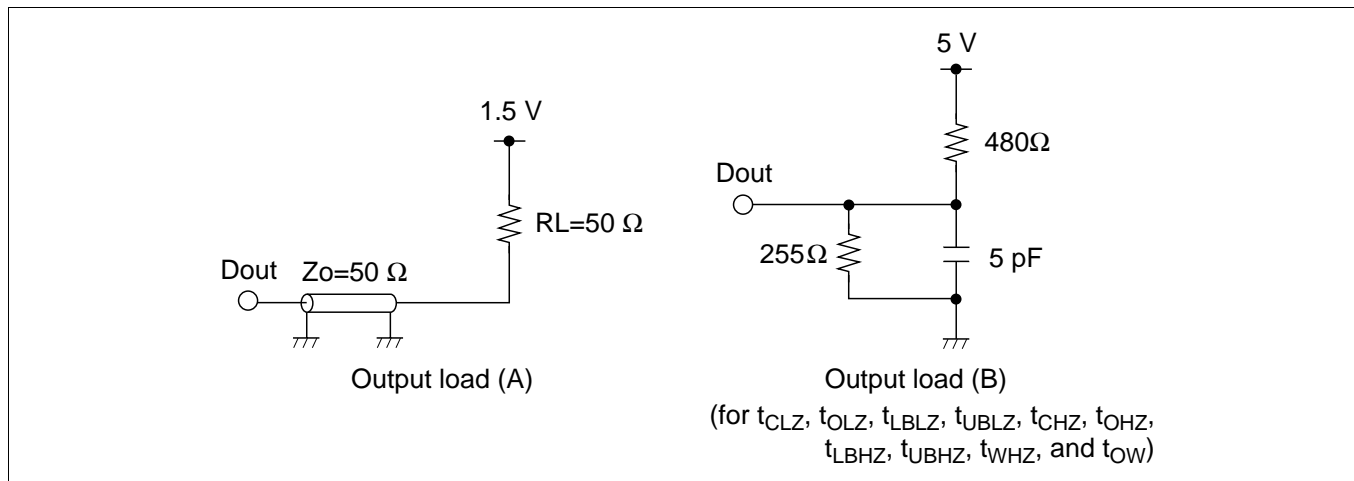 1.5 V
RL=50 Ω
Dout
Zo=50 Ω
Output load (A)
5 V
480Ω
Dout
255Ω
5 pF
Output load (B)
(for tCLZ, tOLZ, tLBLZ, tUBLZ, tCHZ, tOHZ,
tLBHZ, tUBHZ, tWHZ, and tOW)